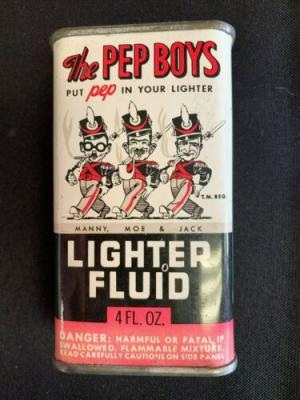 The PEP BOYS
PUT pep IN YOUR LIGHTER
T.M. REG.
MANNY, MOE & JACK
LIGHTER
FLUID
4 FL. OZ.
DANGER: HARMFUL OR FATAL IF
SWALLOWED. FLAMMABLE MIXTURE.
READ CAREFULLY CAUTIONS ON SIDE PANEL